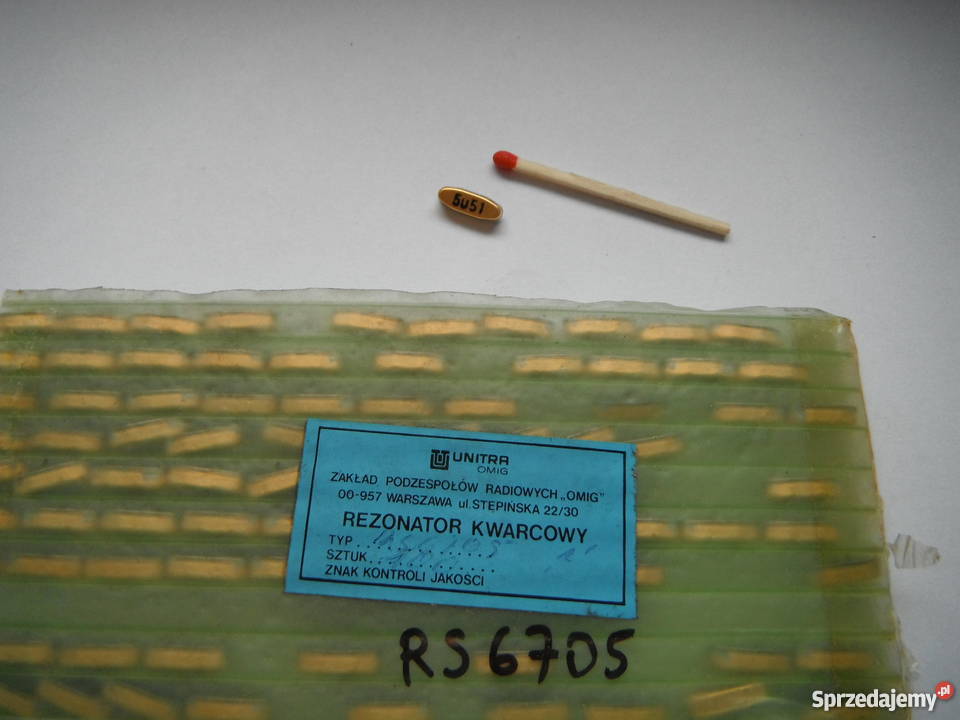 5U51
UNITRA
OMIG
ZAKŁAD PODZESPOŁÓW RADIOWYCH „OMIG"
00-957 WARSZAWA ul. STĘPIŃSKA 22/30
REZONATOR KWARCOWY
TYP
SZTUK
ZNAK KONTROLI JAKOŚCI
RS6705
Sprzedajemy.pl